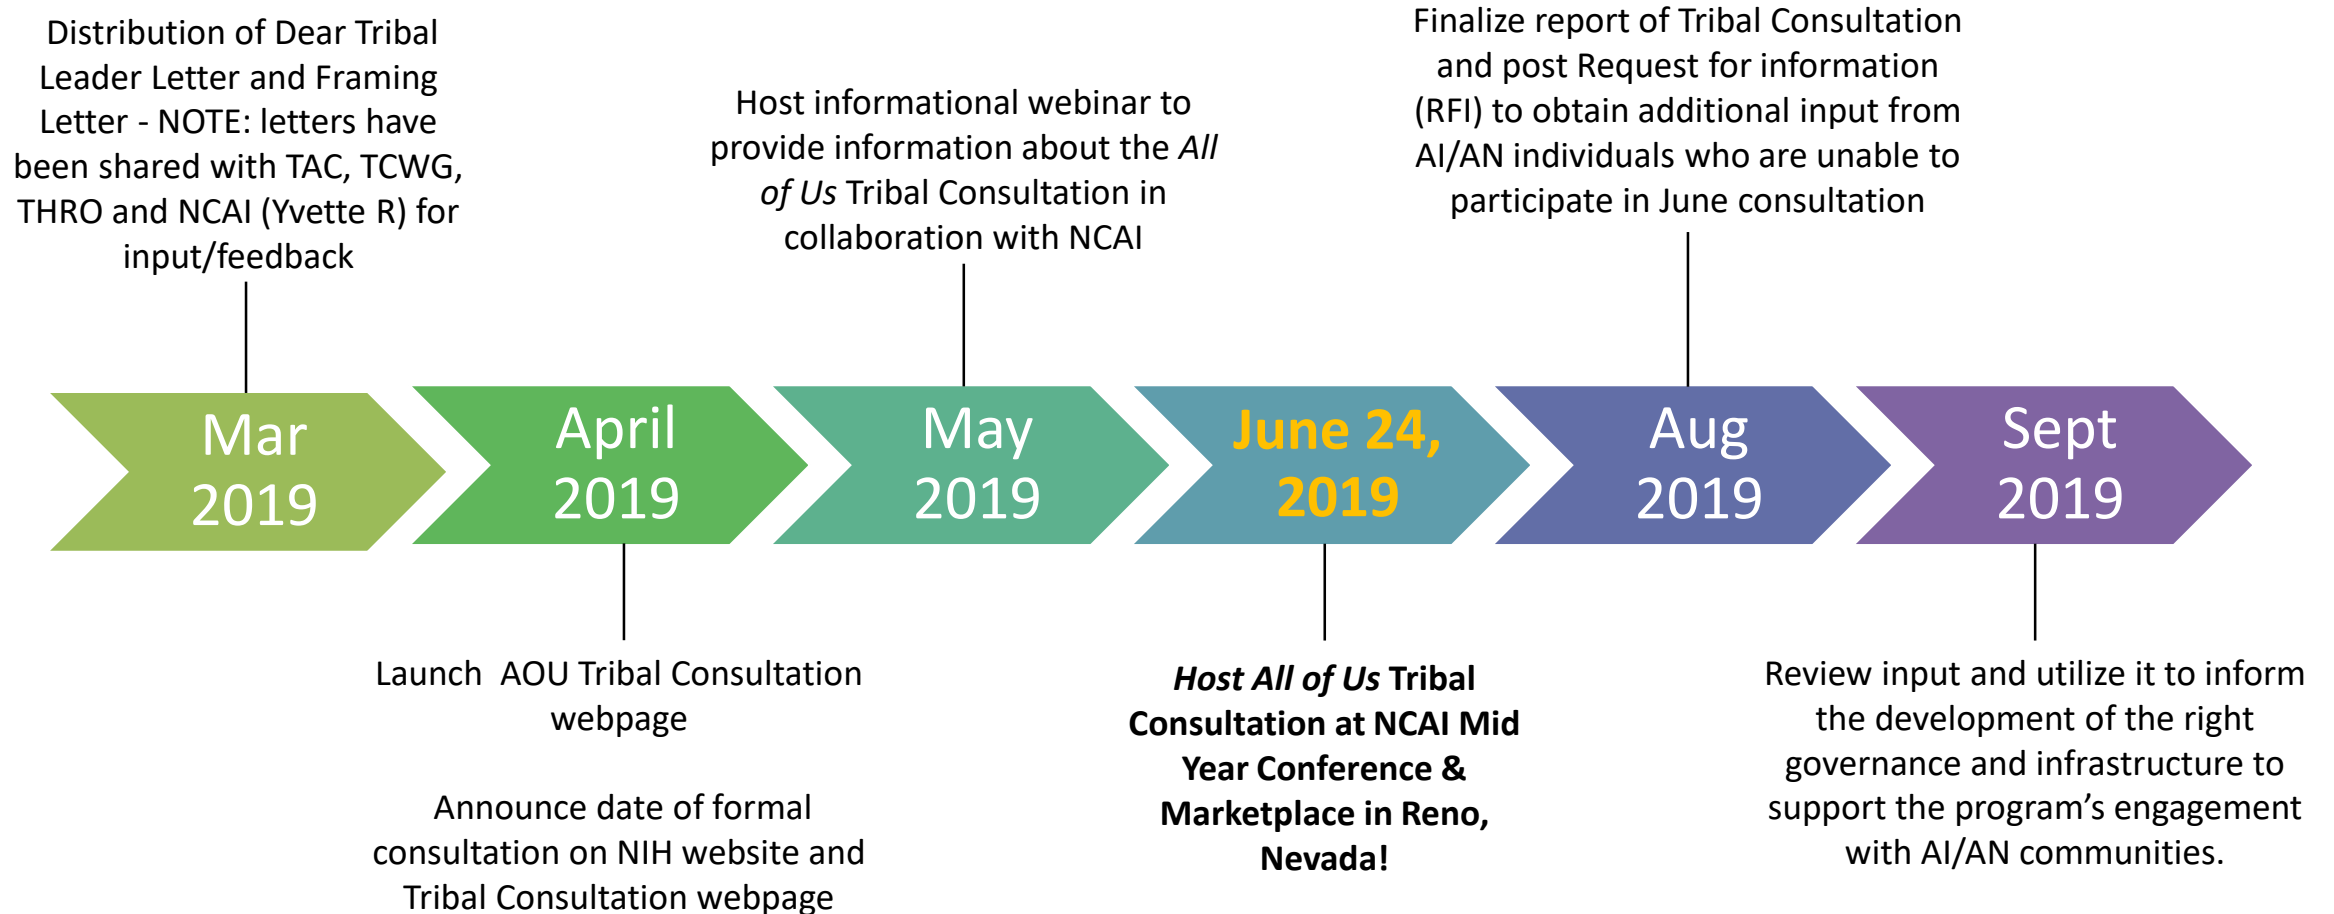 Distribution of Dear Tribal
Leader Letter and Framing
Letter - NOTE: letters have
been shared with TAC, TCWG,
THRO and NCAI (Yvette R) for
input/feedback
Host informational webinar to
provide information about the All
of Us Tribal Consultation in
collaboration with NCAI
Finalize report of Tribal Consultation
and post Request for information
(RFI) to obtain additional input from
AI/AN individuals who are unable to
participate in June consultation
Mar
2019
April
2019
May
2019
June 24,
2019
Aug
2019
Sept
2019
Launch  AOU Tribal Consultation
webpage
Announce date of formal
consultation on NIH website and
Tribal Consultation webpage
Host All of Us Tribal
Consultation at NCAI Mid
Year Conference &
Marketplace in Reno,
Nevada!
Review input and utilize it to inform
the development of the right
governance and infrastructure to
support the program’s engagement
with AI/AN communities.